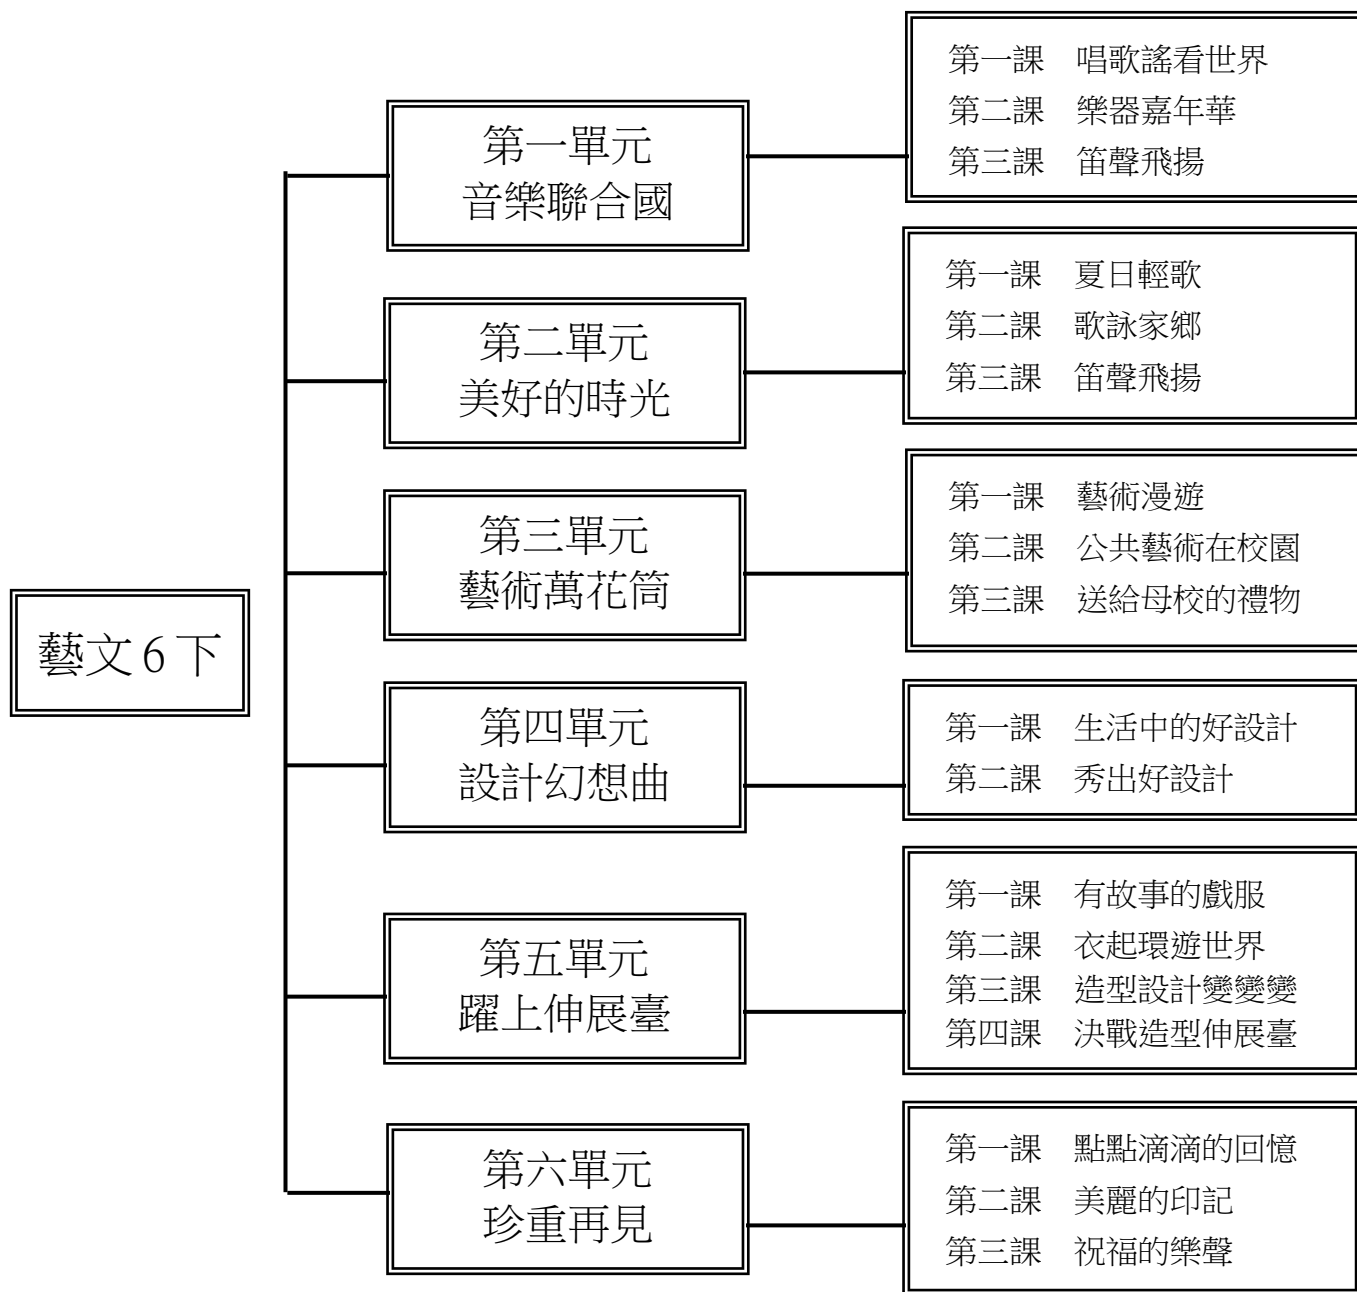 藝文6下
第一單元
音樂聯合國
第一課 唱歌謠看世界
第二課 樂器嘉年華
第三課 笛聲飛揚
第二單元
美好的時光
第一課 夏日輕歌
第二課 歌詠家鄉
第三課 笛聲飛揚
第三單元
藝術萬花筒
第一課 藝術漫遊
第二課 公共藝術在校園
第三課 送給母校的禮物
第四單元
設計幻想曲
第一課 生活中的好設計
第二課 秀出好設計
第五單元
躍上伸展臺
第一課 有故事的戲服
第二課 衣起環遊世界
第三課 造型設計變變變
第四課 決戰造型伸展臺
第六單元
珍重再見
第一課 點點滴滴的回憶
第二課 美麗的印記
第三課 祝福的樂聲